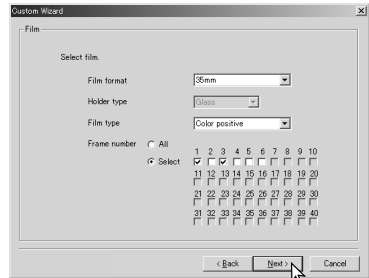 Custom Wizard
Film
Select film.
Film format 35mm
Holder type Glass
Film type Color positive
Frame number All
Select
1 2 3 4 5 6 7 8 9 10
11 12 13 14 15 16 17 18 19 20
21 22 23 24 25 26 27 28 29 30
31 32 33 34 35 36 37 38 39 40
< Back Next > Cancel